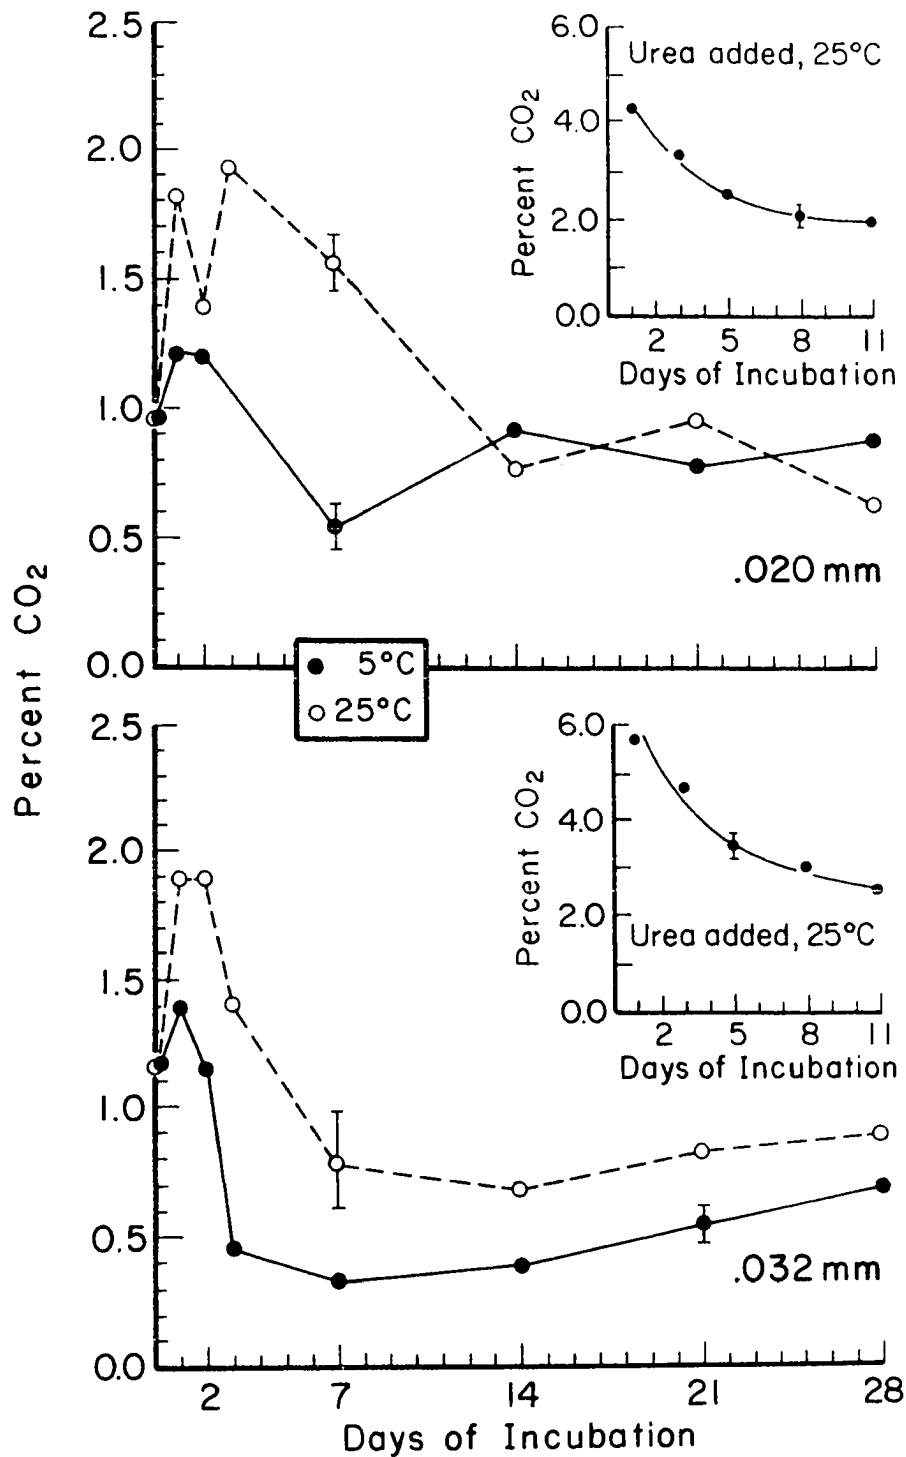 Percent CO2
2.5
2.0
1.5
1.0
0.5
0.0
.020 mm
Percent CO2
6.0
4.0
2.0
0.0
Urea added, 25°C
2 5 8 11
Days of Incubation
5°C
25°C
2.5
2.0
1.5
1.0
0.5
0.0
.032 mm
Percent CO2
6.0
4.0
2.0
0.0
Urea added, 25°C
2 5 8 11
Days of Incubation
2 7 14 21 28
Days of Incubation